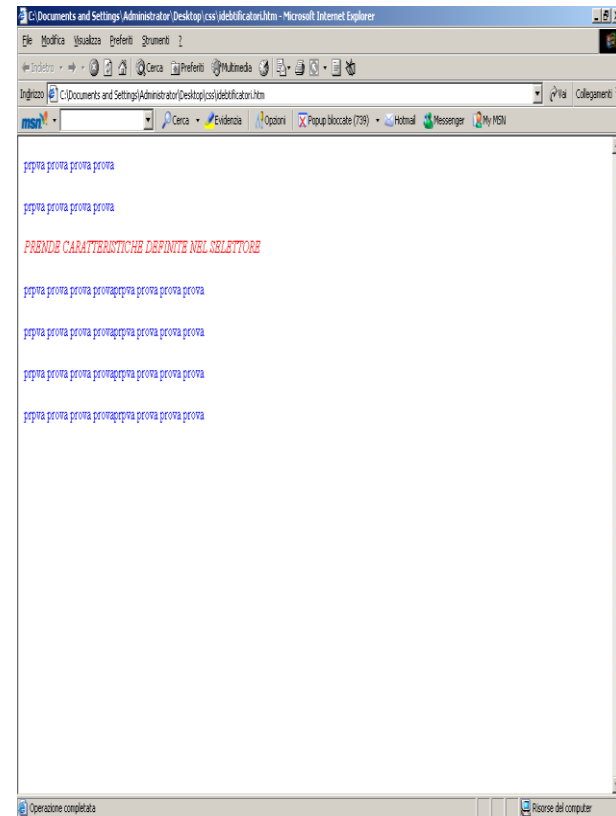 C:\Documents and Settings\Administrator\Desktop\css\idebtificatori.htm - Microsoft Internet Explorer
File Modifica Visualizza Preferiti Strumenti ?
Indietro Cerca Preferiti Multimedia
Indirizzo C:\Documents and Settings\Administrator\Desktop\css\idebtificatori.htm Vai Collegamenti
msn Cerca Evidenzia Opzioni Popup bloccate (739) Hotmail Messenger My MSN
prpva prova prova prova
prpva prova prova prova
PRENDE CARATTERISTICHE DEFINITE NEL SELETTORE
prpva prova prova provaprpva prova prova prova
prpva prova prova provaprpva prova prova prova
prpva prova prova provaprpva prova prova prova
prpva prova prova provaprpva prova prova prova
Operazione completata Risorse del computer